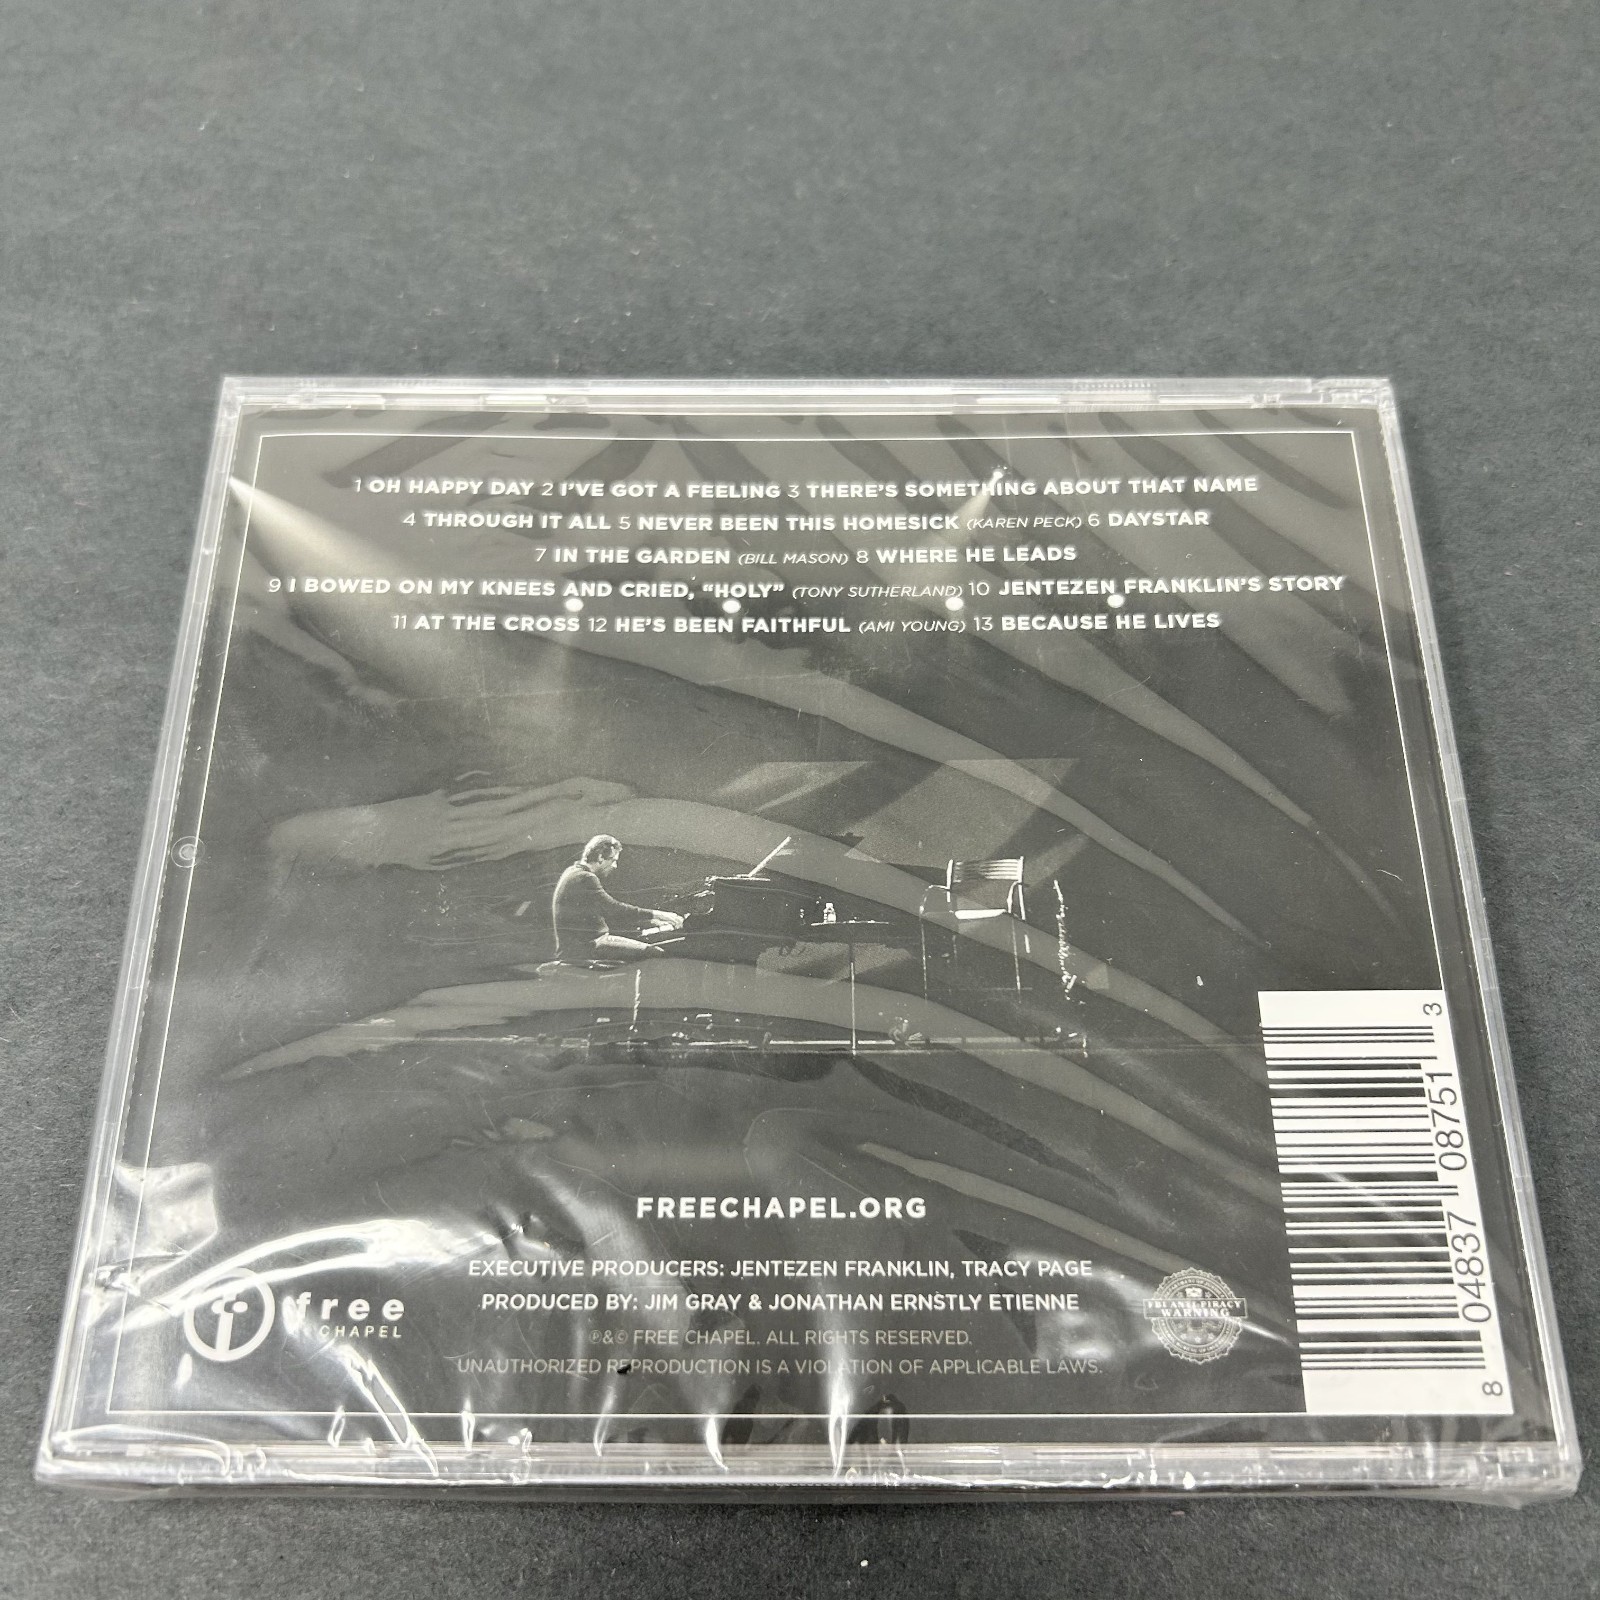 1 OH HAPPY DAY 2 I'VE GOT A FEELING 3 THERE'S SOMETHING ABOUT THAT NAME
4 THROUGH IT ALL 5 NEVER BEEN THIS HOMESICK (KAREN PECK) 6 DAYSTAR
7 IN THE GARDEN (BILL MASON) 8 WHERE HE LEADS
9 I BOWED ON MY KNEES AND CRIED, “HOLY” (TONY SUTHERLAND) 10 JENTEZEN FRANKLIN'S STORY
11 AT THE CROSS 12 HE'S BEEN FAITHFUL (AMI YOUNG) 13 BECAUSE HE LIVES
FREECHAPEL.ORG
EXECUTIVE PRODUCERS: JENTEZEN FRANKLIN, TRACY PAGE
PRODUCED BY: JIM GRAY & JONATHAN ERNSTLY ETIENNE
℗&© FREE CHAPEL. ALL RIGHTS RESERVED.
UNAUTHORIZED REPRODUCTION IS A VIOLATION OF APPLICABLE LAWS.
free
CHAPEL
FBI ANTI-PIRACY
WARNING
8 04837 08751 3